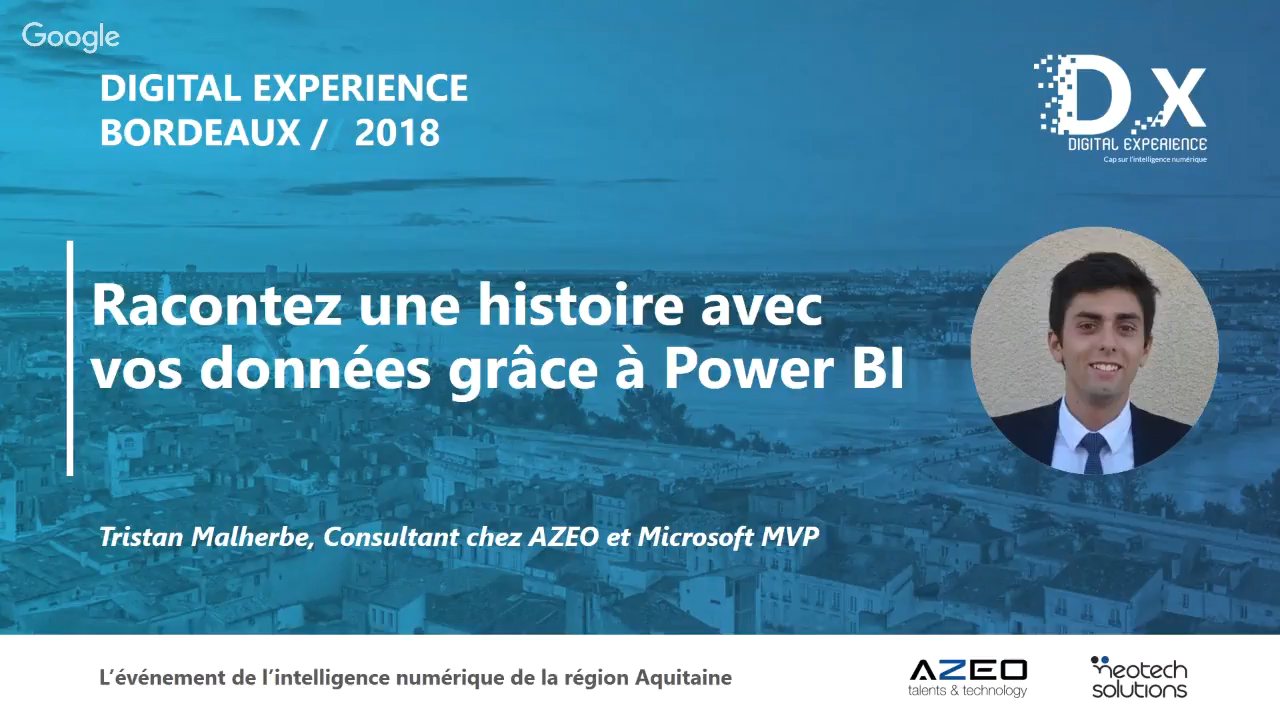 Google
DIGITAL EXPERIENCE
BORDEAUX // 2018
DX
DIGITAL EXPERIENCE
Cap sur l'intelligence numérique
Racontez une histoire avec
vos données grâce à Power BI
Tristan Malherbe, Consultant chez AZEO et Microsoft MVP
L'événement de l'intelligence numérique de la région Aquitaine
AZEO
talents & technology
neotech
solutions